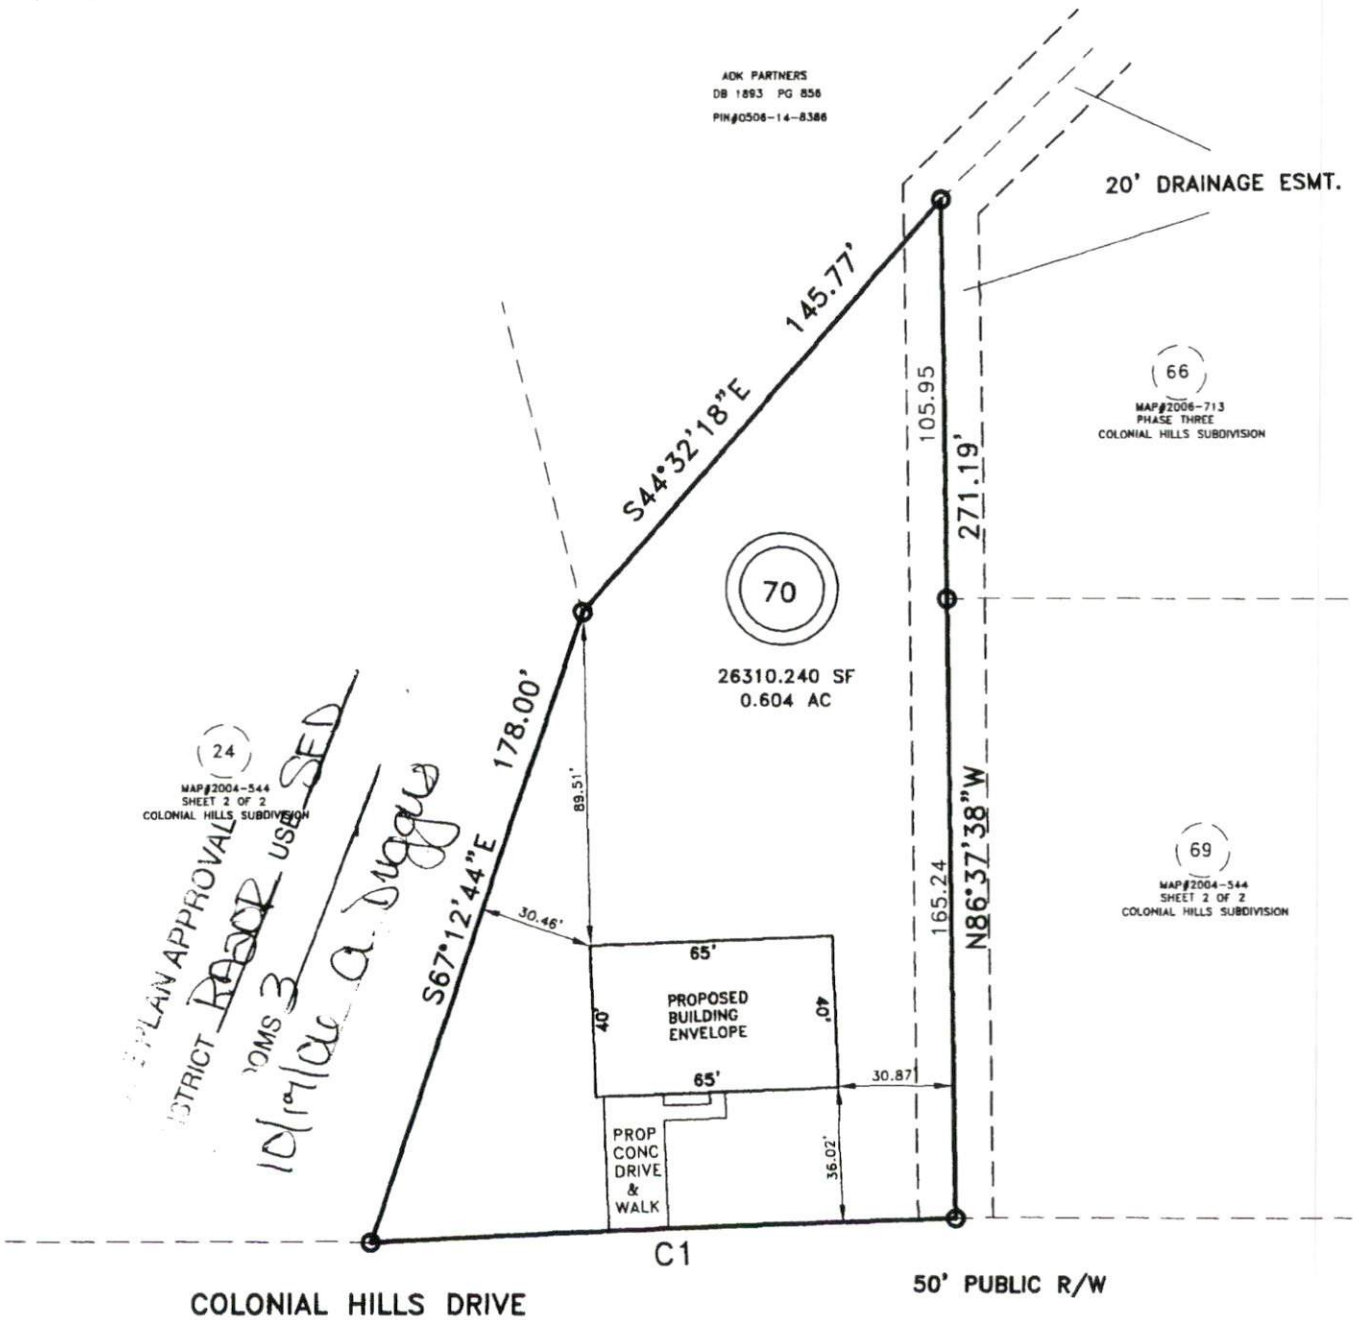 ADK PARTNERS
DB 1893 PG 856
PIN#0506-14-8386
20' DRAINAGE ESMT.
145.77'
S44°32'18"E
105.95
271.19'
66
MAP#2006-713
PHASE THREE
COLONIAL HILLS SUBDIVISION
70
26310.240 SF
0.604 AC
178.00'
S67°12'44"E
24
MAP#2004-544
SHEET 2 OF 2
COLONIAL HILLS SUBDIVISION
PLAN APPROVAL
USE SFD
OMS 3
89.51'
30.46'
165.24
N86°37'38"W
69
MAP#2004-544
SHEET 2 OF 2
COLONIAL HILLS SUBDIVISION
65'
40'
PROPOSED
BUILDING
ENVELOPE
40'
65'
30.87'
36.02'
PROP
CONC
DRIVE
&
WALK
C1
COLONIAL HILLS DRIVE
50' PUBLIC R/W